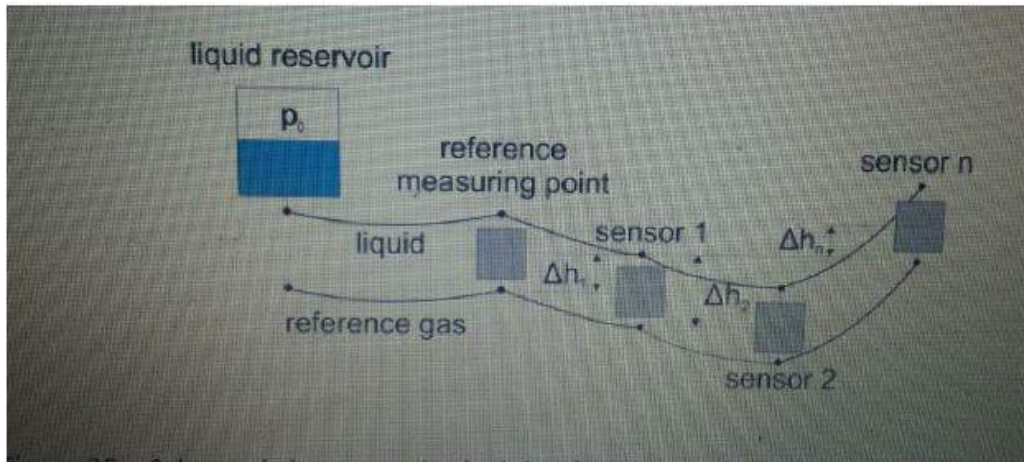 liquid reservoir
p₀
reference
measuring point
sensor n
liquid
sensor 1
Δhₙ
Δh₁
Δh₂
reference gas
sensor 2